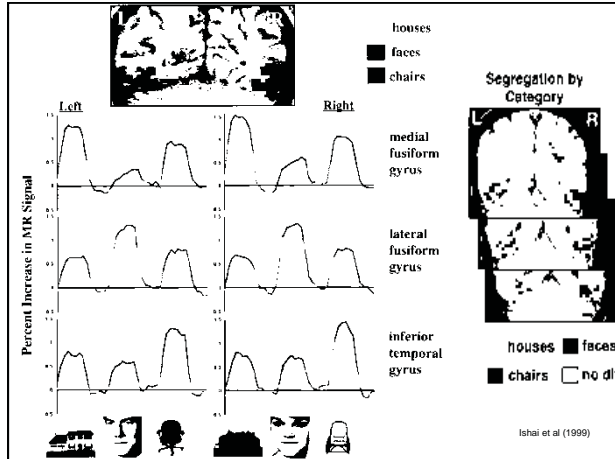 L R
houses
faces
chairs
Left
Right
Percent Increase in MR Signal
medial
fusiform
gyrus
lateral
fusiform
gyrus
inferior
temporal
gyrus
Segregation by
Category
L R
houses faces
chairs no di
Ishai et al (1999)